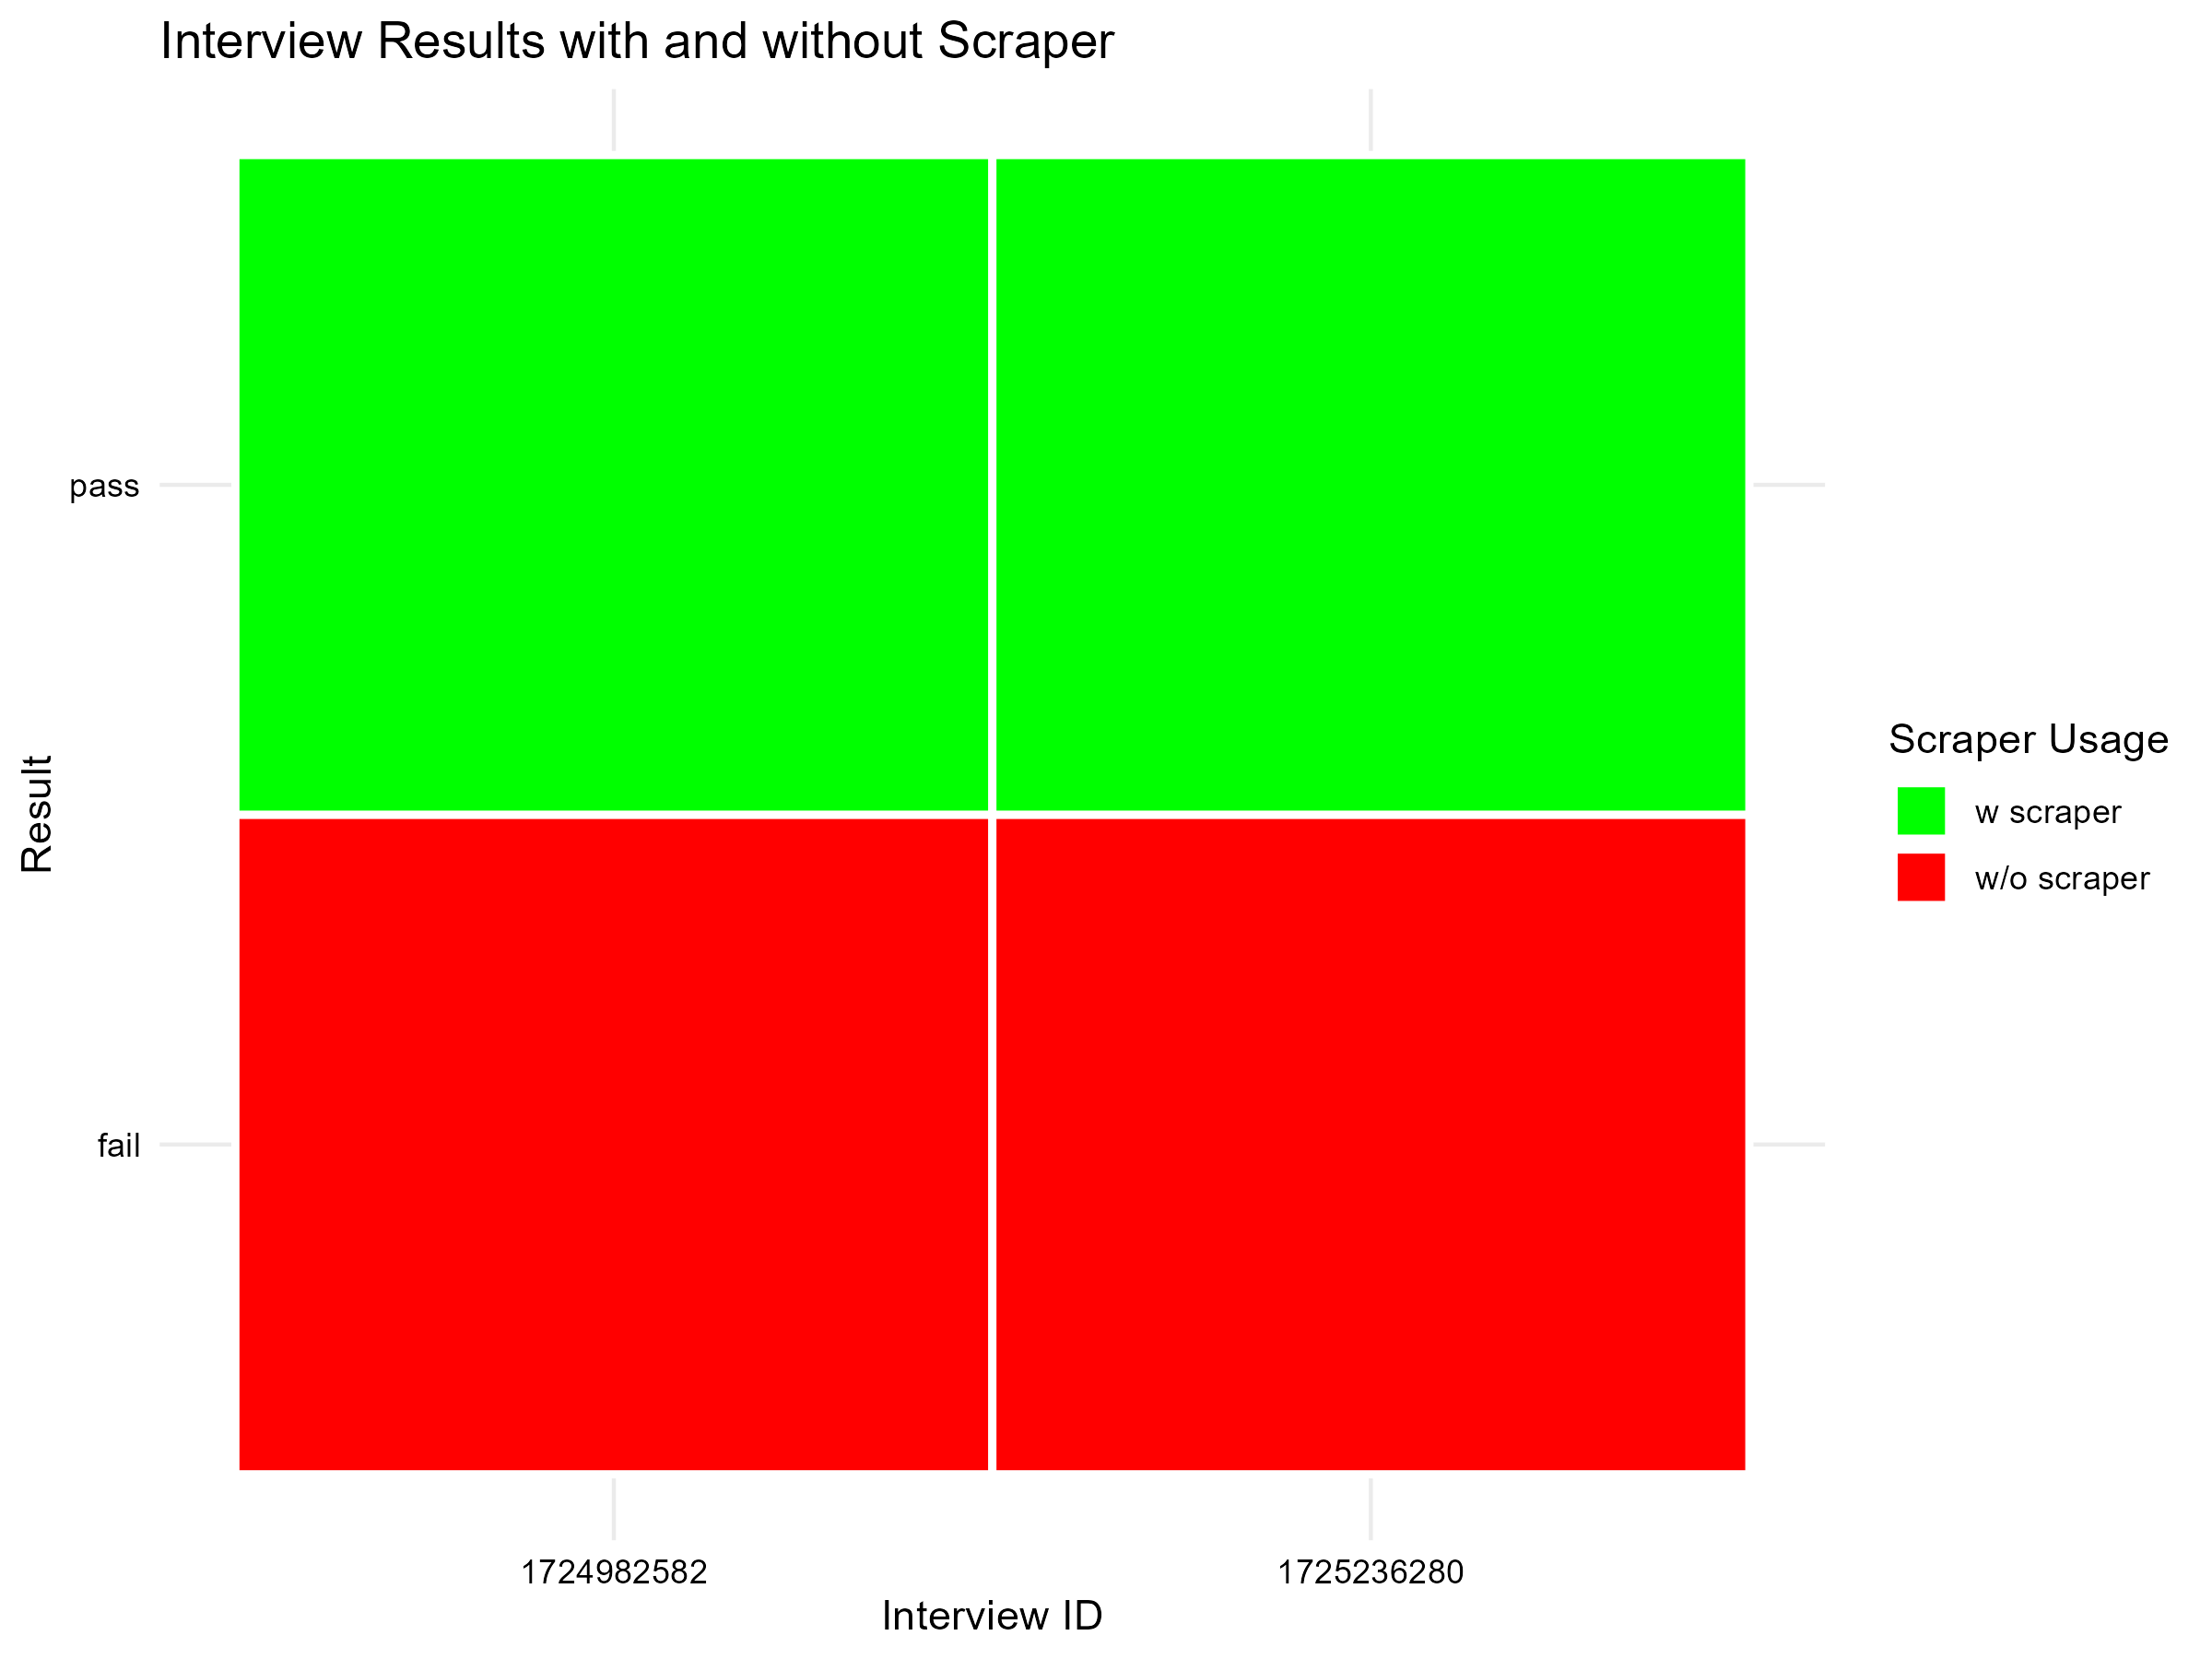 Interview Results with and without Scraper
pass
Result
fail
Scraper Usage
w scraper
w/o scraper
1724982582
1725236280
Interview ID